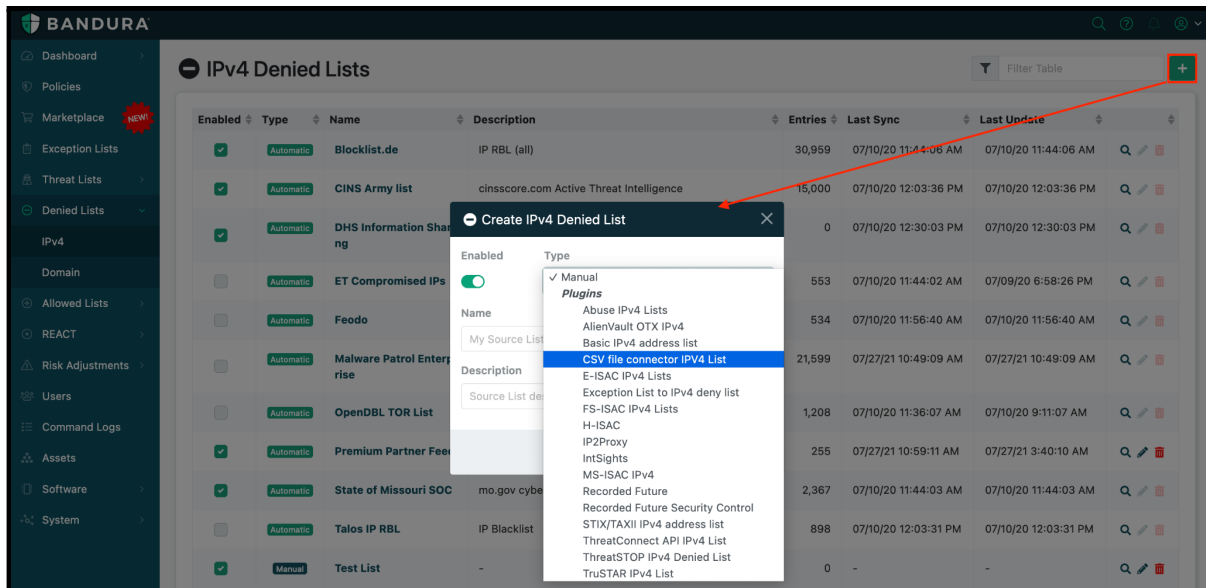 BANDURA
Dashboard
Policies
Marketplace NEW!
Exception Lists
Threat Lists
Denied Lists
IPv4
Domain
Allowed Lists
REACT
Risk Adjustments
Users
Command Logs
Assets
Software
System
IPv4 Denied Lists
Filter Table
+
Enabled Type Name Description Entries Last Sync Last Update
Automatic Blocklist.de IP RBL (all) 30,959 07/10/20 11:44:06 AM 07/10/20 11:44:06 AM
Automatic CINS Army list cinsscore.com Active Threat Intelligence 15,000 07/10/20 12:03:36 PM 07/10/20 12:03:36 PM
Automatic DHS Information Shar 0 07/10/20 12:30:03 PM 07/10/20 12:30:03 PM
ng
Automatic ET Compromised IPs 553 07/10/20 11:44:02 AM 07/09/20 6:58:26 PM
Automatic Feodo 534 07/10/20 11:56:40 AM 07/10/20 11:56:40 AM
Automatic Malware Patrol Enterp 21,599 07/27/21 10:49:09 AM 07/27/21 10:49:09 AM
rise
Automatic OpenDBL TOR List 1,208 07/10/20 11:36:07 AM 07/10/20 9:11:07 AM
Automatic Premium Partner Fee 255 07/27/21 10:59:11 AM 07/27/21 3:40:10 AM
Automatic State of Missouri SOC mo.gov cybe 2,367 07/10/20 11:44:03 AM 07/10/20 11:44:03 AM
Automatic Talos IP RBL IP Blacklist 898 07/10/20 12:03:31 PM 07/10/20 12:03:31 PM
Manual Test List - 0 - -
Create IPv4 Denied List
Enabled Type
Name
My Source List
Description
Source List de
Manual
Plugins
Abuse IPv4 Lists
AlienVault OTX IPv4
Basic IPv4 address list
CSV file connector IPV4 List
E-ISAC IPv4 Lists
Exception List to IPv4 deny list
FS-ISAC IPv4 Lists
H-ISAC
IP2Proxy
IntSights
MS-ISAC IPv4
Recorded Future
Recorded Future Security Control
STIX/TAXII IPv4 address list
ThreatConnect API IPv4 List
ThreatSTOP IPv4 Denied List
TruSTAR IPv4 List